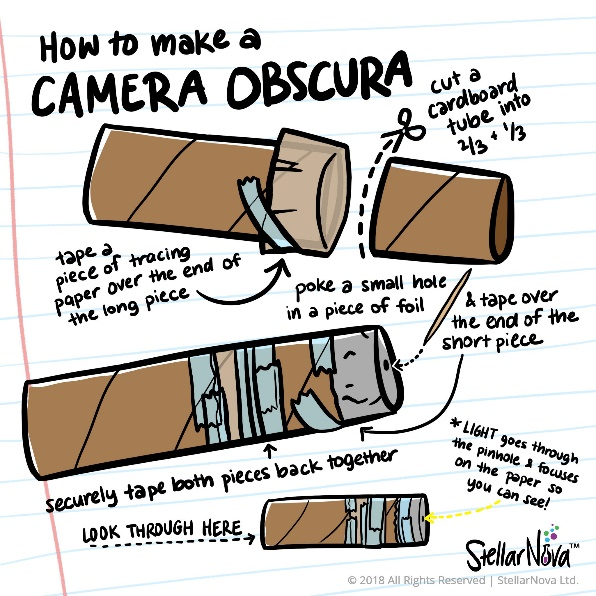 How to make a
CAMERA OBSCURA
cut a
cardboard
tube into
2/3 + 1/3
tape a
piece of tracing
paper over the end of
the long piece
poke a small hole
in a piece of foil
& tape over
the end of the
short piece
securely tape both pieces back together
* LIGHT goes through
the pinhole & focuses
on the paper so
you can see!
LOOK THROUGH HERE
StellarNova™
© 2018 All Rights Reserved | StellarNova Ltd.